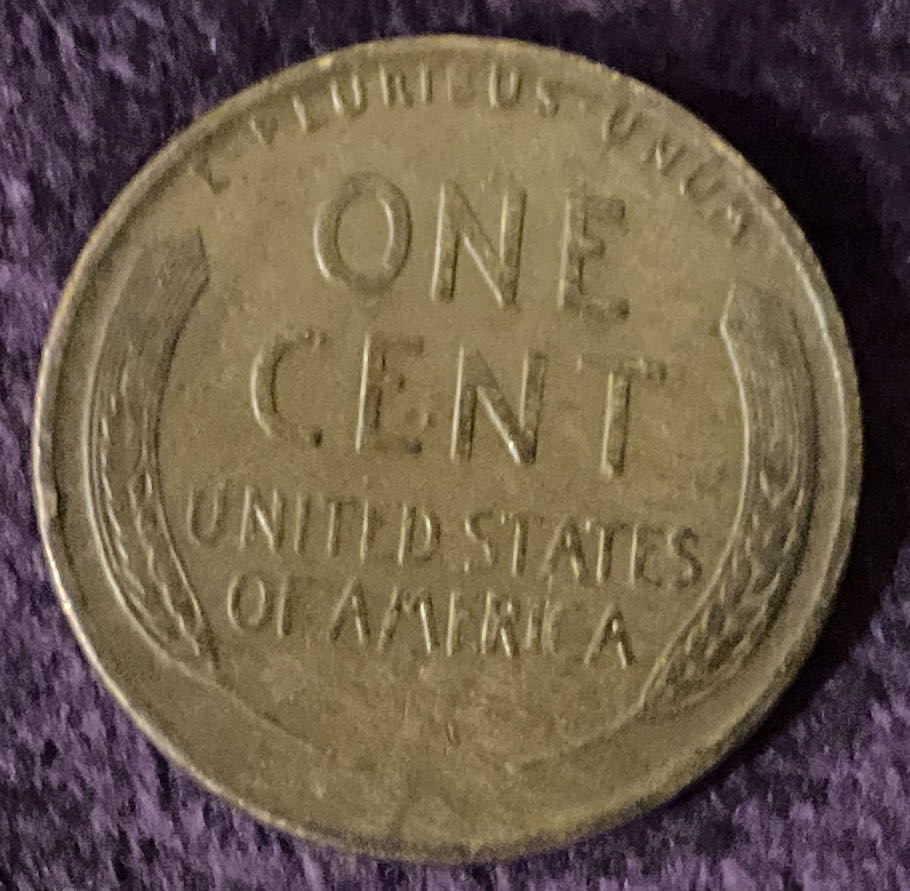 E·PLURIBUS·UNUM
ONE
CENT
UNITED STATES
OF AMERICA